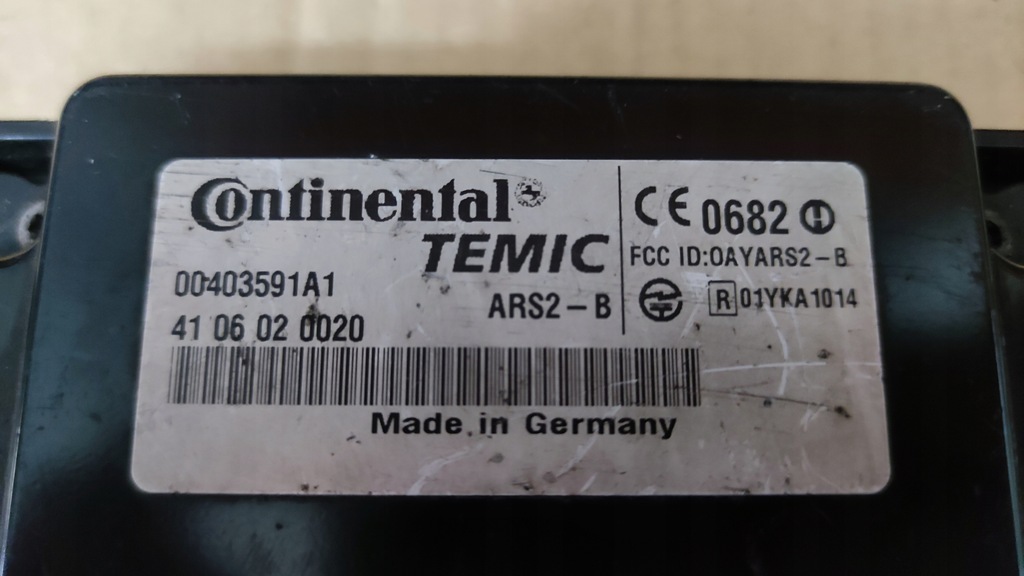 Continental
TEMIC
00403591A1
ARS2-B
41 06 02 0020
Made in Germany
CE 0682
FCC ID:OAYARS2-B
R 01YKA1014